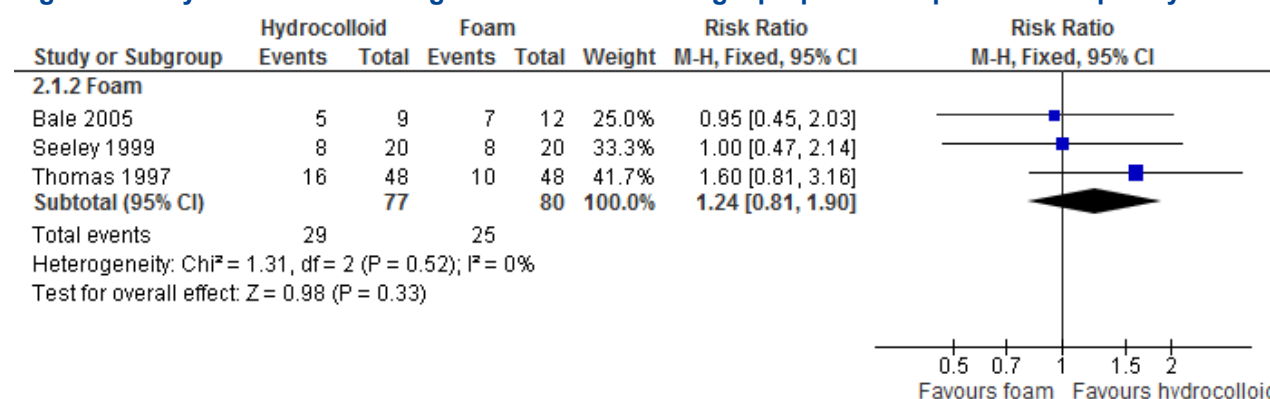 Hydrocolloid Foam Risk Ratio Risk Ratio
Study or Subgroup Events Total Events Total Weight M-H, Fixed, 95% CI M-H, Fixed, 95% CI
2.1.2 Foam
Bale 2005 5 9 7 12 25.0% 0.95 [0.45, 2.03]
Seeley 1999 8 20 8 20 33.3% 1.00 [0.47, 2.14]
Thomas 1997 16 48 10 48 41.7% 1.60 [0.81, 3.16]
Subtotal (95% CI) 77 80 100.0% 1.24 [0.81, 1.90]
Total events 29 25
Heterogeneity: Chi² = 1.31, df = 2 (P = 0.52); I² = 0%
Test for overall effect: Z = 0.98 (P = 0.33)
0.5 0.7 1 1.5 2
Favours foam Favours hydrocolloid